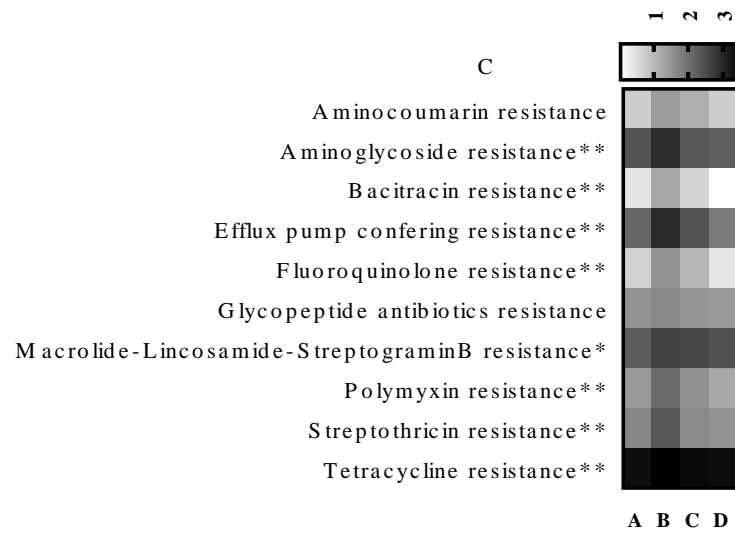 1 2 3
C
Aminocoumarin resistance
Aminoglycoside resistance**
Bacitracin resistance**
Efflux pump confering resistance**
Fluoroquinolone resistance**
Glycopeptide antibiotics resistance
Macrolide-Lincosamide-StreptograminB resistance*
Polymyxin resistance**
Streptothricin resistance**
Tetracycline resistance**
A B C D